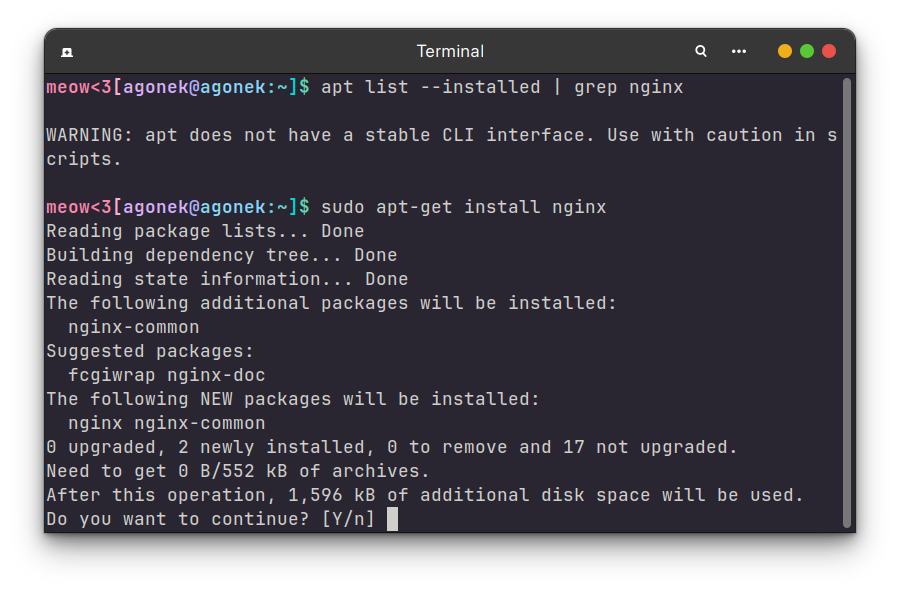 Terminal
meow<3[agonek@agonek:~]$ apt list --installed | grep nginx
WARNING: apt does not have a stable CLI interface. Use with caution in s
cripts.
meow<3[agonek@agonek:~]$ sudo apt-get install nginx
Reading package lists... Done
Building dependency tree... Done
Reading state information... Done
The following additional packages will be installed:
  nginx-common
Suggested packages:
  fcgiwrap nginx-doc
The following NEW packages will be installed:
  nginx nginx-common
0 upgraded, 2 newly installed, 0 to remove and 17 not upgraded.
Need to get 0 B/552 kB of archives.
After this operation, 1,596 kB of additional disk space will be used.
Do you want to continue? [Y/n]